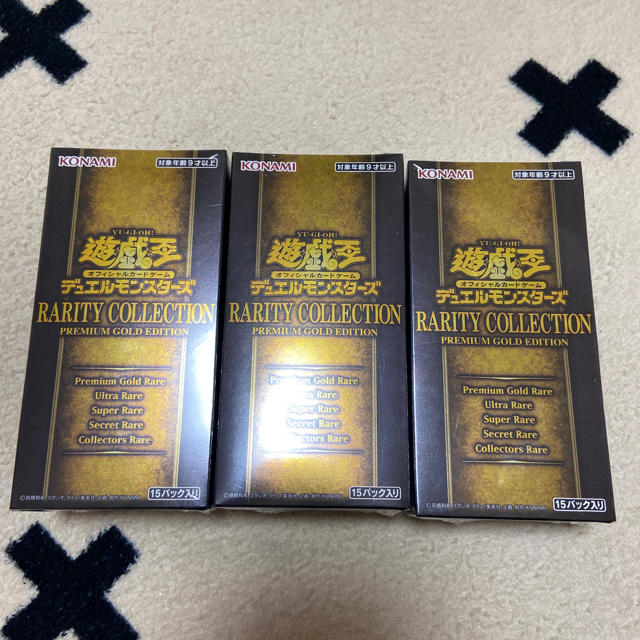 KONAMI
対象年齢9才以上
YU-GI-OH!
遊戯王
オフィシャルカードゲーム
デュエルモンスターズ
RARITY COLLECTION
PREMIUM GOLD EDITION
Premium Gold Rare
Ultra Rare
Super Rare
Secret Rare
Collectors Rare
15パック入り
KONAMI
対象年齢9才以上
YU-GI-OH!
遊戯王
オフィシャルカードゲーム
デュエルモンスターズ
RARITY COLLECTION
PREMIUM GOLD EDITION
Premium Gold Rare
Ultra Rare
Super Rare
Secret Rare
Collectors Rare
15パック入り
KONAMI
対象年齢9才以上
YU-GI-OH!
遊戯王
オフィシャルカードゲーム
デュエルモンスターズ
RARITY COLLECTION
PREMIUM GOLD EDITION
Premium Gold Rare
Ultra Rare
Super Rare
Secret Rare
Collectors Rare
15パック入り